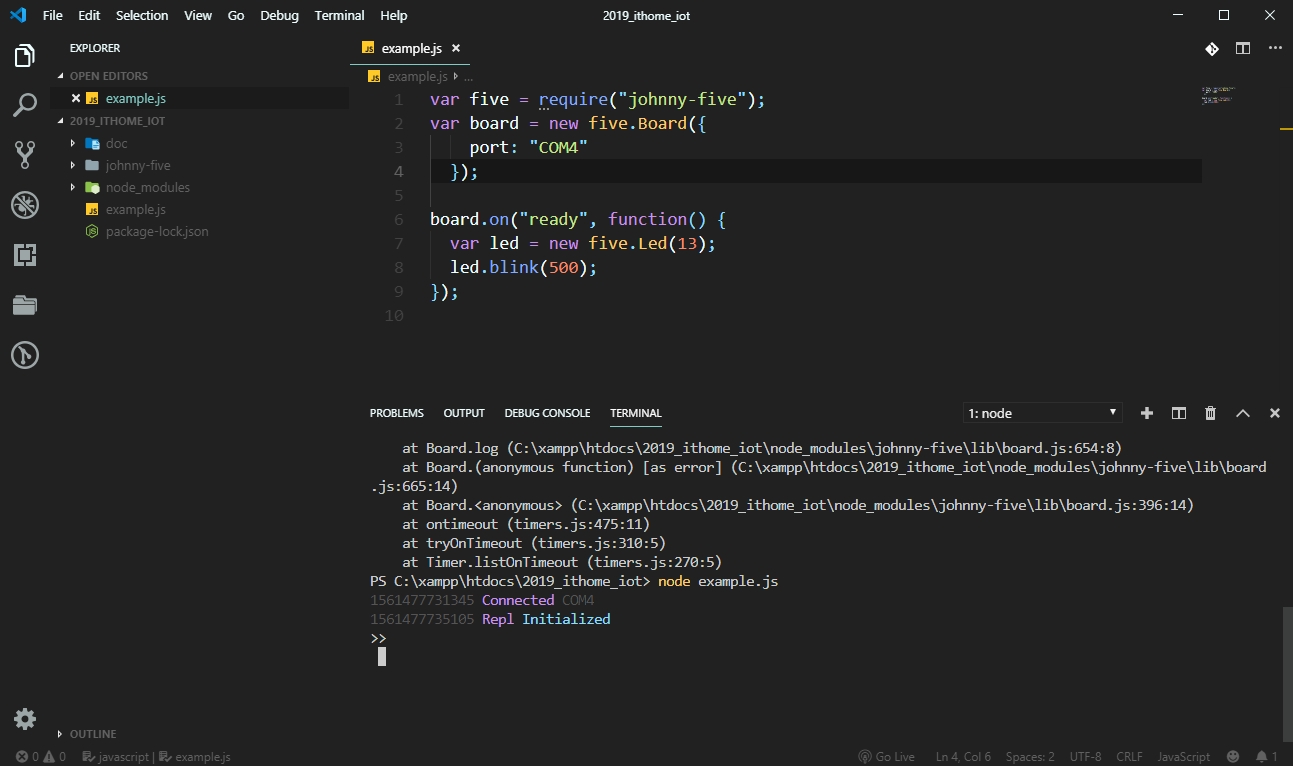 File Edit Selection View Go Debug Terminal Help
2019_ithome_iot
EXPLORER
OPEN EDITORS
JS example.js
2019_ITHOME_IOT
doc
johnny-five
node_modules
JS example.js
JS package-lock.json
OUTLINE
JS example.js
JS example.js ...
1 var five = require("johnny-five");
2 var board = new five.Board({
3 port: "COM4"
4 });
5
6 board.on("ready", function() {
7 var led = new five.Led(13);
8 led.blink(500);
9 });
10
PROBLEMS OUTPUT DEBUG CONSOLE TERMINAL
1: node
at Board.log (C:\xampp\htdocs\2019_ithome_iot\node_modules\johnny-five\lib\board.js:654:8)
at Board.(anonymous function) [as error] (C:\xampp\htdocs\2019_ithome_iot\node_modules\johnny-five\lib\board
.js:665:14)
at Board.<anonymous> (C:\xampp\htdocs\2019_ithome_iot\node_modules\johnny-five\lib\board.js:396:14)
at ontimeout (timers.js:475:11)
at tryOnTimeout (timers.js:310:5)
at Timer.listOnTimeout (timers.js:270:5)
PS C:\xampp\htdocs\2019_ithome_iot> node example.js
1561477731345 Connected COM4
1561477735105 Repl Initialized
>>
0 0 javascript | example.js
Go Live Ln 4, Col 6 Spaces: 2 UTF-8 CRLF JavaScript 1